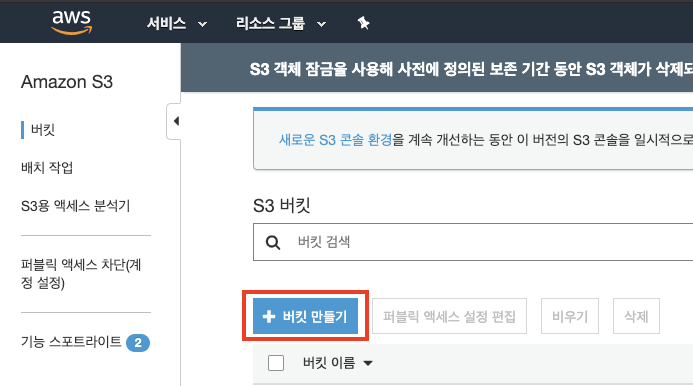 aws 서비스 리소스 그룹
Amazon S3
버킷
배치 작업
S3용 액세스 분석기
퍼블릭 액세스 차단(계
정 설정)
기능 스포트라이트 2
S3 객체 잠금을 사용해 사전에 정의된 보존 기간 동안 S3 객체가 삭제되
새로운 S3 콘솔 환경을 계속 개선하는 동안 이 버전의 S3 콘솔을 일시적으로
S3 버킷
버킷 검색
+ 버킷 만들기 퍼블릭 액세스 설정 편집 비우기 삭제
버킷 이름